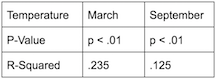 Temperature March September
P-Value p < .01 p < .01
R-Squared .235 .125